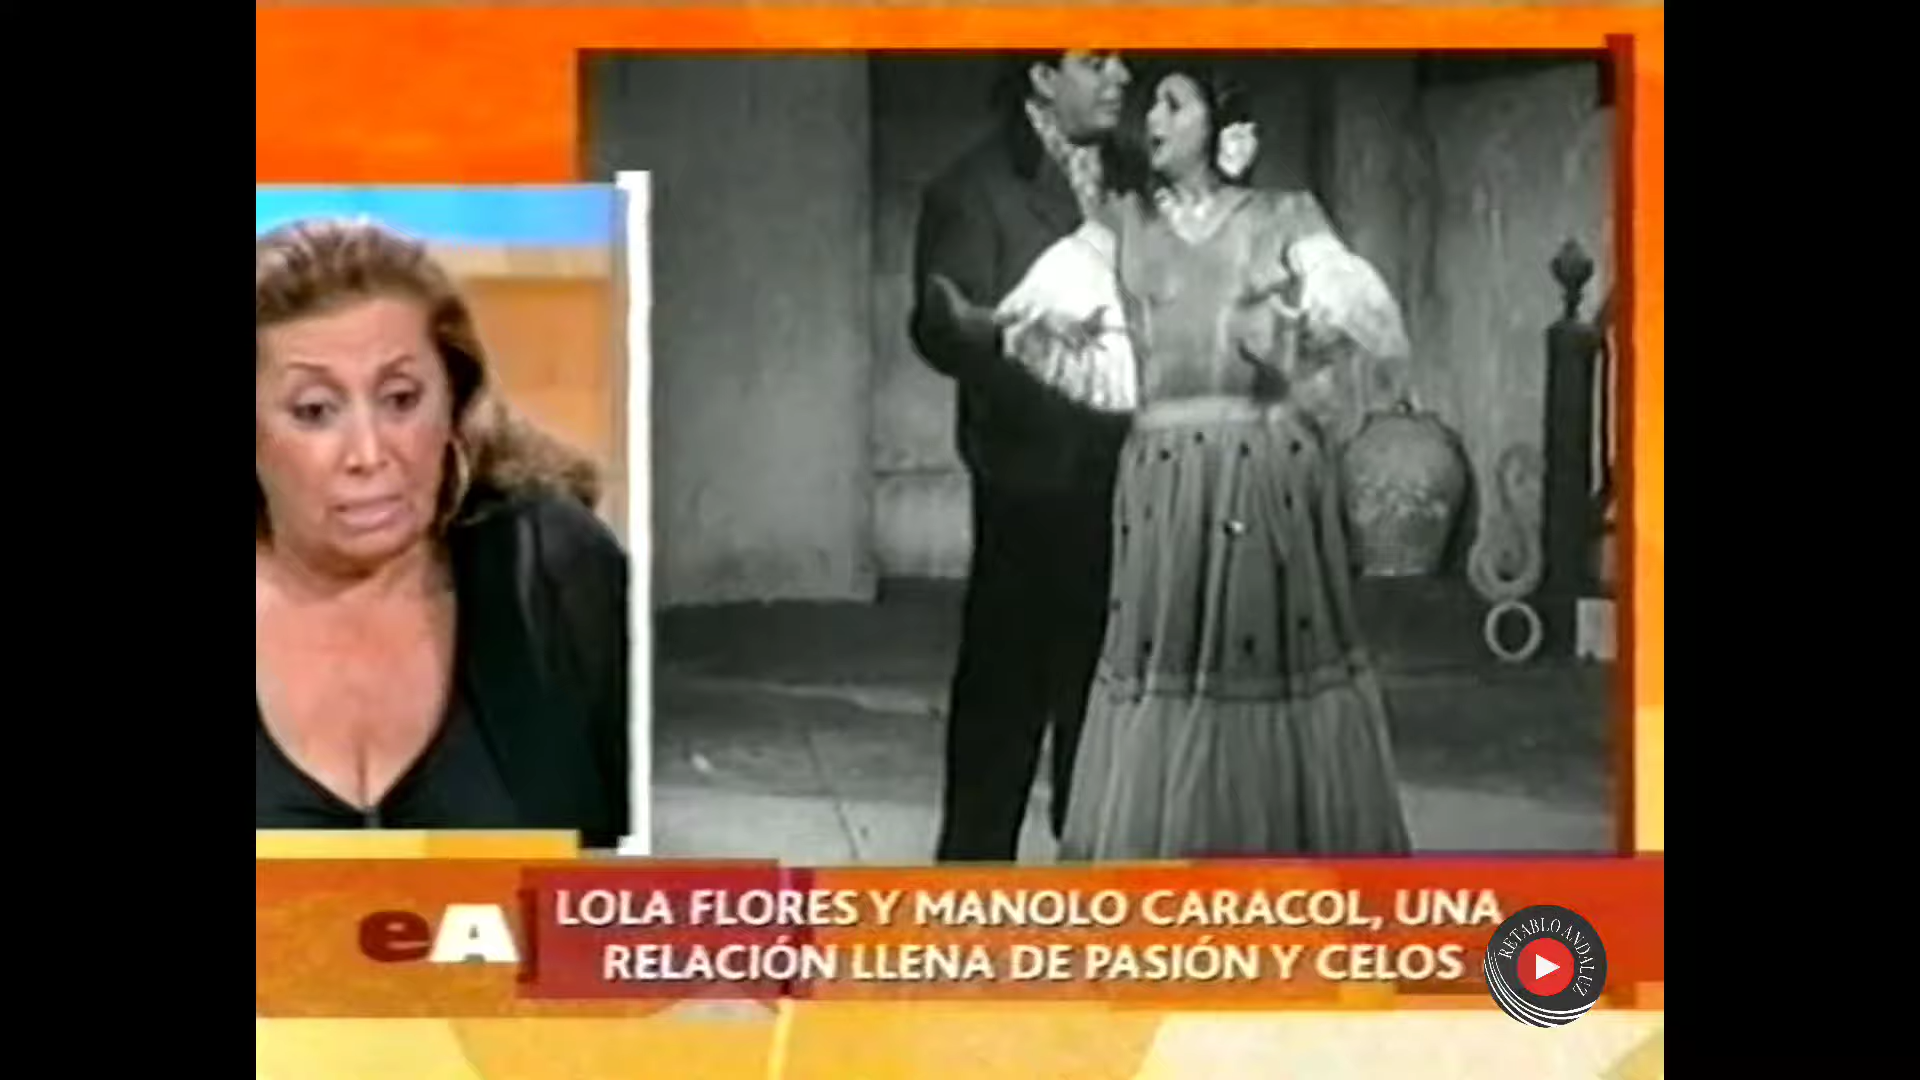 eA
LOLA FLORES Y MANOLO CARACOL, UNA
RELACIÓN LLENA DE PASIÓN Y CELOS
RETABLO ANDALUZ